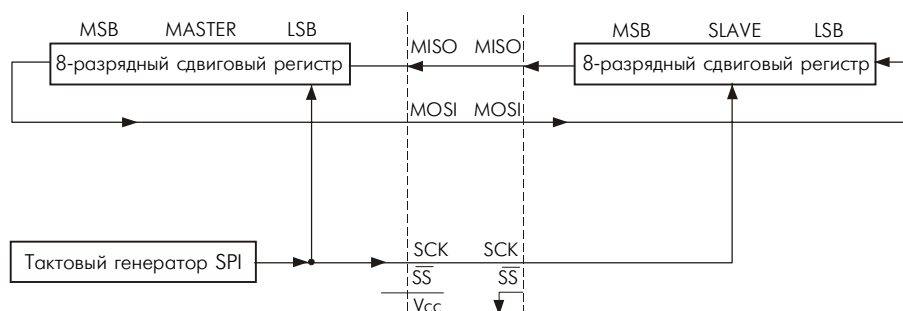 MSB MASTER LSB MSB SLAVE LSB
MISO MISO
8-разрядный сдвиговый регистр 8-разрядный сдвиговый регистр
MOSI MOSI
SCK SCK
Тактовый генератор SPI
SS SS
Vcc